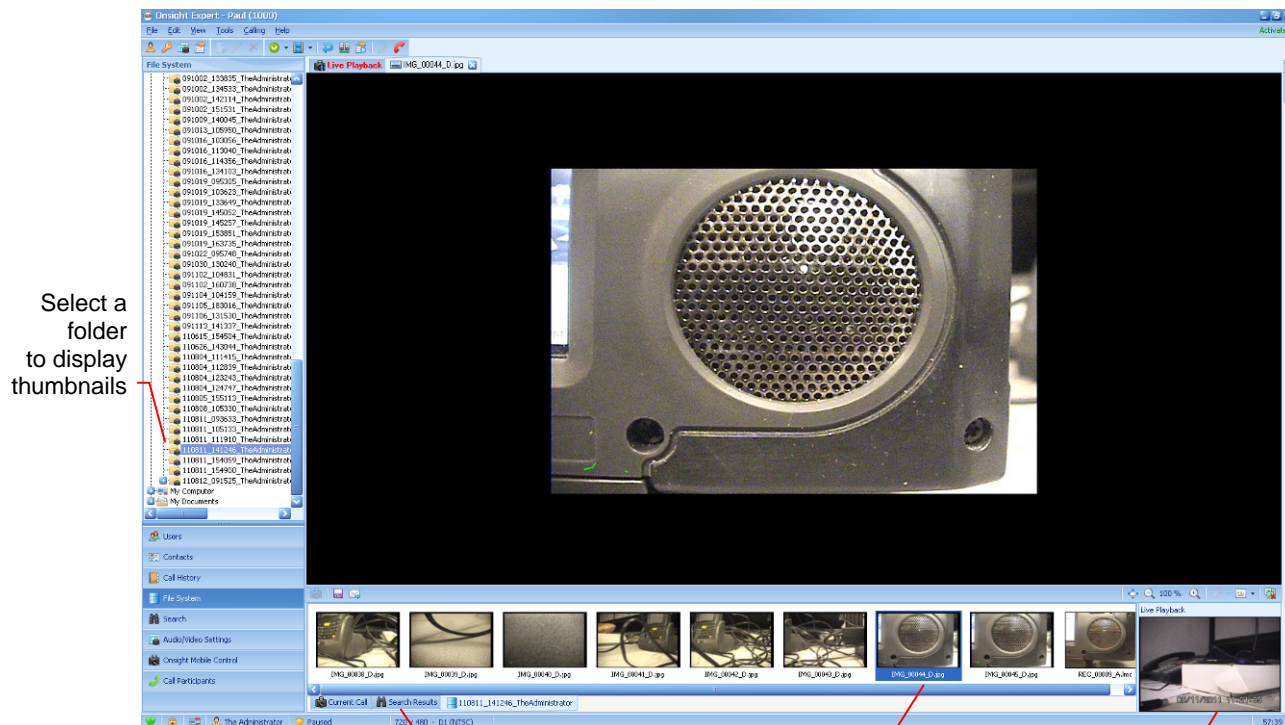 Onsight Expert - Paul (1000)
File Edit View Tools Calling Help
Activate
File System
Live Playback IMG_00044_D.jpg
091002_133835_TheAdministrat
091002_134533_TheAdministrat
091002_142114_TheAdministrat
091002_151531_TheAdministrat
091009_140045_TheAdministrat
091013_105950_TheAdministrat
091016_103056_TheAdministrat
091016_113040_TheAdministrat
091016_114356_TheAdministrat
091016_134103_TheAdministrat
091019_095305_TheAdministrat
091019_103623_TheAdministrat
091019_133649_TheAdministrat
091019_145052_TheAdministrat
091019_145257_TheAdministrat
091019_153851_TheAdministrat
091019_163735_TheAdministrat
091022_095748_TheAdministrat
091030_130240_TheAdministrat
091102_104831_TheAdministrat
091102_160738_TheAdministrat
091104_104159_TheAdministrat
091105_183016_TheAdministrat
091106_131530_TheAdministrat
091113_141337_TheAdministrat
110615_154504_TheAdministrat
110626_143044_TheAdministrat
110804_111415_TheAdministrat
110804_112839_TheAdministrat
110804_123243_TheAdministrat
110804_124747_TheAdministrat
110805_155113_TheAdministrat
110808_105330_TheAdministrat
110811_093633_TheAdministrat
110811_105133_TheAdministrat
110811_111910_TheAdministrat
110811_141246_TheAdministrat
110811_154059_TheAdministrat
110811_154900_TheAdministrat
110812_091525_TheAdministrat
My Computer
My Documents
Select a
folder
to display
thumbnails
Users
Contacts
Call History
File System
Search
Audio/Video Settings
Onsight Mobile Control
Call Participants
100 %
Live Playback
IMG_00038_D.jpg IMG_00039_D.jpg IMG_00040_D.jpg IMG_00041_D.jpg IMG_00042_D.jpg IMG_00043_D.jpg IMG_00044_D.jpg IMG_00045_D.jpg REC_00009_A.lmc
Current Call Search Results 110811_141246_TheAdministrator
The Administrator Paused 720 x 480 - D1 (NTSC) 57:39